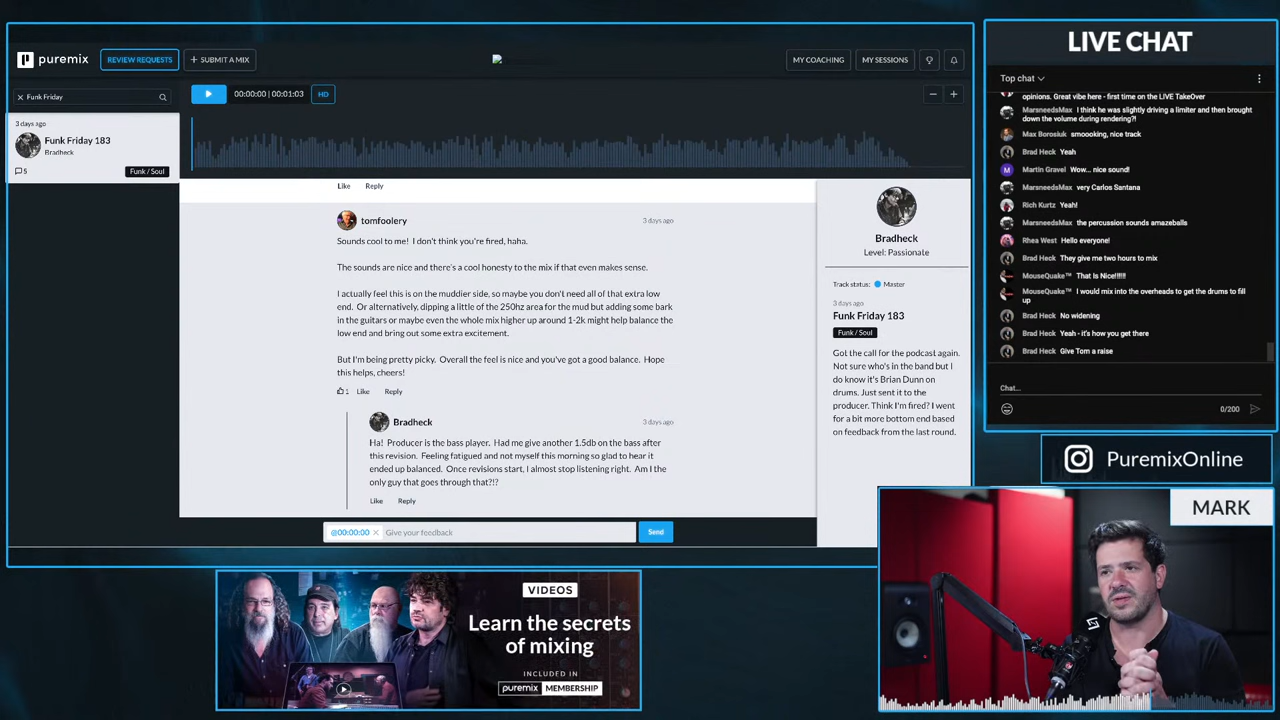 puremix
REVIEW REQUESTS
+ SUBMIT A MIX
MY COACHING
MY SESSIONS
Funk Friday
00:00:00 | 00:01:03
HD
3 days ago
Funk Friday 183
Bradheck
5
Funk / Soul
Like Reply
tomfoolery
3 days ago
Sounds cool to me! I don't think you're fired, haha.
The sounds are nice and there's a cool honesty to the mix if that even makes sense.
I actually feel this is on the muddier side, so maybe you don't need all of that extra low
end. Or alternatively, dipping a little of the 250hz area for the mud but adding some bark
in the guitars or maybe even the whole mix higher up around 1-2k might help balance the
low end and bring out some extra excitement.
But I'm being pretty picky. Overall the feel is nice and you've got a good balance. Hope
this helps, cheers!
1 Like Reply
Bradheck
3 days ago
Ha! Producer is the bass player. Had me give another 1.5db on the bass after
this revision. Feeling fatigued and not myself this morning so glad to hear it
ended up balanced. Once revisions start, I almost stop listening right. Am I the
only guy that goes through that?!?
Like Reply
@00:00:00 × Give your feedback
Send
Bradheck
Level: Passionate
Track status: Master
3 days ago
Funk Friday 183
Funk / Soul
Got the call for the podcast again.
Not sure who's in the band but I
do know it's Brian Dunn on
drums. Just sent it to the
producer. Think I'm fired? I went
for a bit more bottom end based
on feedback from the last round.
LIVE CHAT
Top chat
opinions. Great vibe here - first time on the LIVE TakeOver
MarsneedsMax I think he was slightly driving a limiter and then brought
down the volume during rendering?!
Max Borosiuk smoooking, nice track
Brad Heck Yeah
M Martin Gravel Wow... nice sound!
MarsneedsMax very Carlos Santana
Rich Kurtz Yeah!
MarsneedsMax the percussion sounds amazeballs
Rhea West Hello everyone!
Brad Heck They give me two hours to mix
MouseQuake™ That Is Nice!!!!!!
MouseQuake™ I would mix into the overheads to get the drums to fill
up
Brad Heck No widening
Brad Heck Yeah - it's how you get there
Brad Heck Give Tom a raise
Chat...
0/200
PuremixOnline
MARK
VIDEOS
Learn the secrets
of mixing
INCLUDED IN
puremix MEMBERSHIP